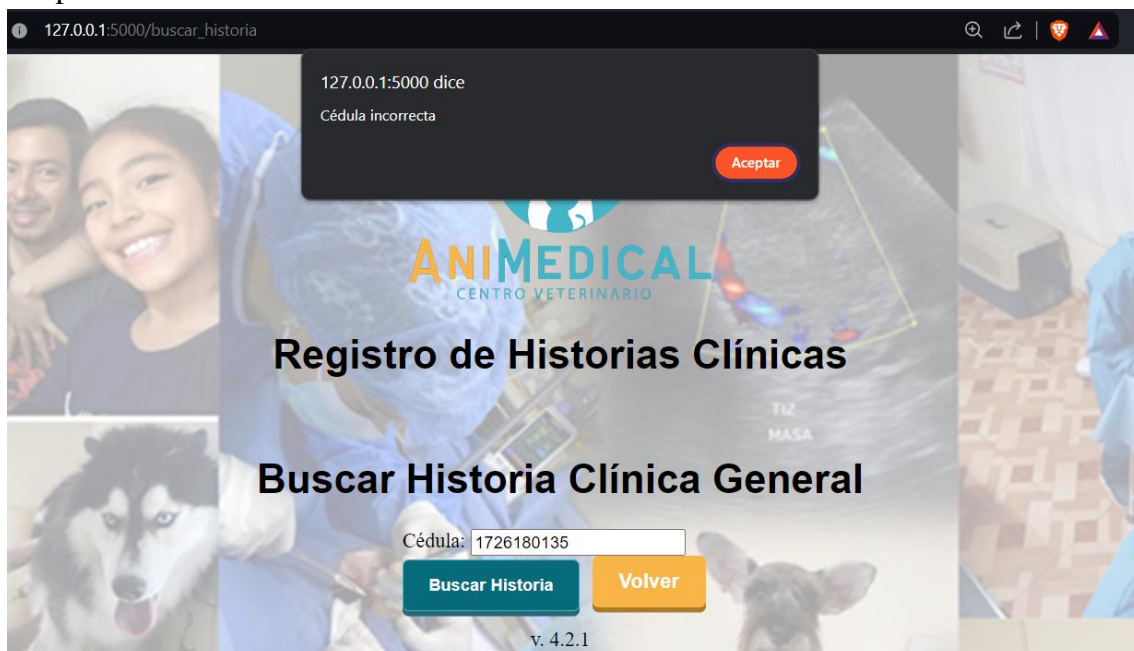 127.0.0.1:5000/buscar_historia
127.0.0.1:5000 dice
Cédula incorrecta
Aceptar
ANIMEDICAL
CENTRO VETERINARIO
Registro de Historias Clínicas
TIZ
MASA
Buscar Historia Clínica General
Cédula: 1726180135
Buscar Historia Volver
v. 4.2.1